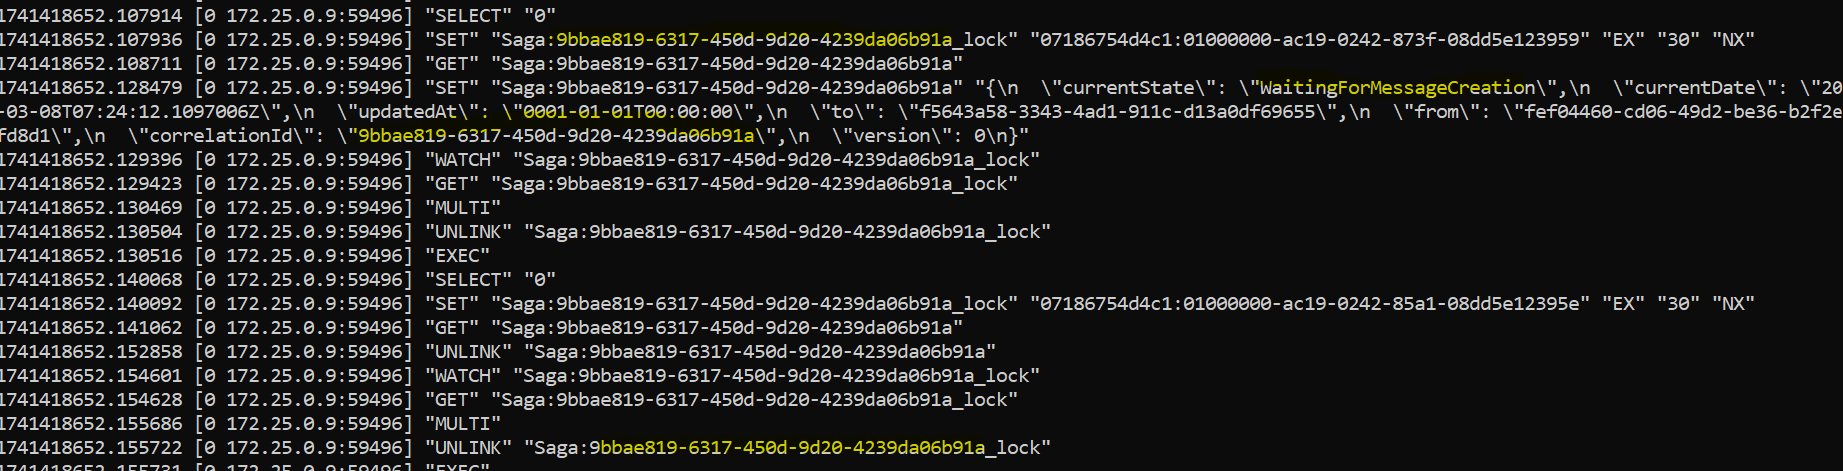 1741418652.107914 [0 172.25.0.9:59496] "SELECT" "0"
1741418652.107936 [0 172.25.0.9:59496] "SET" "Saga:9bbae819-6317-450d-9d20-4239da06b91a_lock" "07186754d4c1:01000000-ac19-0242-873f-08dd5e123959" "EX" "30" "NX"
1741418652.108711 [0 172.25.0.9:59496] "GET" "Saga:9bbae819-6317-450d-9d20-4239da06b91a"
1741418652.128479 [0 172.25.0.9:59496] "SET" "Saga:9bbae819-6317-450d-9d20-4239da06b91a" "{\n  \"currentState\": \"WaitingForMessageCreation\",\n  \"currentDate\": \"20
-03-08T07:24:12.1097006Z\",\n  \"updatedAt\": \"0001-01-01T00:00:00\",\n  \"to\": \"f5643a58-3343-4ad1-911c-d13a0df69655\",\n  \"from\": \"fef04460-cd06-49d2-be36-b2f2e
fd8d1\",\n  \"correlationId\": \"9bbae819-6317-450d-9d20-4239da06b91a\",\n  \"version\": 0\n}"
1741418652.129396 [0 172.25.0.9:59496] "WATCH" "Saga:9bbae819-6317-450d-9d20-4239da06b91a_lock"
1741418652.129423 [0 172.25.0.9:59496] "GET" "Saga:9bbae819-6317-450d-9d20-4239da06b91a_lock"
1741418652.130469 [0 172.25.0.9:59496] "MULTI"
1741418652.130504 [0 172.25.0.9:59496] "UNLINK" "Saga:9bbae819-6317-450d-9d20-4239da06b91a_lock"
1741418652.130516 [0 172.25.0.9:59496] "EXEC"
1741418652.140068 [0 172.25.0.9:59496] "SELECT" "0"
1741418652.140092 [0 172.25.0.9:59496] "SET" "Saga:9bbae819-6317-450d-9d20-4239da06b91a_lock" "07186754d4c1:01000000-ac19-0242-85a1-08dd5e12395e" "EX" "30" "NX"
1741418652.141062 [0 172.25.0.9:59496] "GET" "Saga:9bbae819-6317-450d-9d20-4239da06b91a"
1741418652.152858 [0 172.25.0.9:59496] "UNLINK" "Saga:9bbae819-6317-450d-9d20-4239da06b91a"
1741418652.154601 [0 172.25.0.9:59496] "WATCH" "Saga:9bbae819-6317-450d-9d20-4239da06b91a_lock"
1741418652.154628 [0 172.25.0.9:59496] "GET" "Saga:9bbae819-6317-450d-9d20-4239da06b91a_lock"
1741418652.155686 [0 172.25.0.9:59496] "MULTI"
1741418652.155722 [0 172.25.0.9:59496] "UNLINK" "Saga:9bbae819-6317-450d-9d20-4239da06b91a_lock"
1741418652.155731 [0 172.25.0.9:59496] "EXEC"